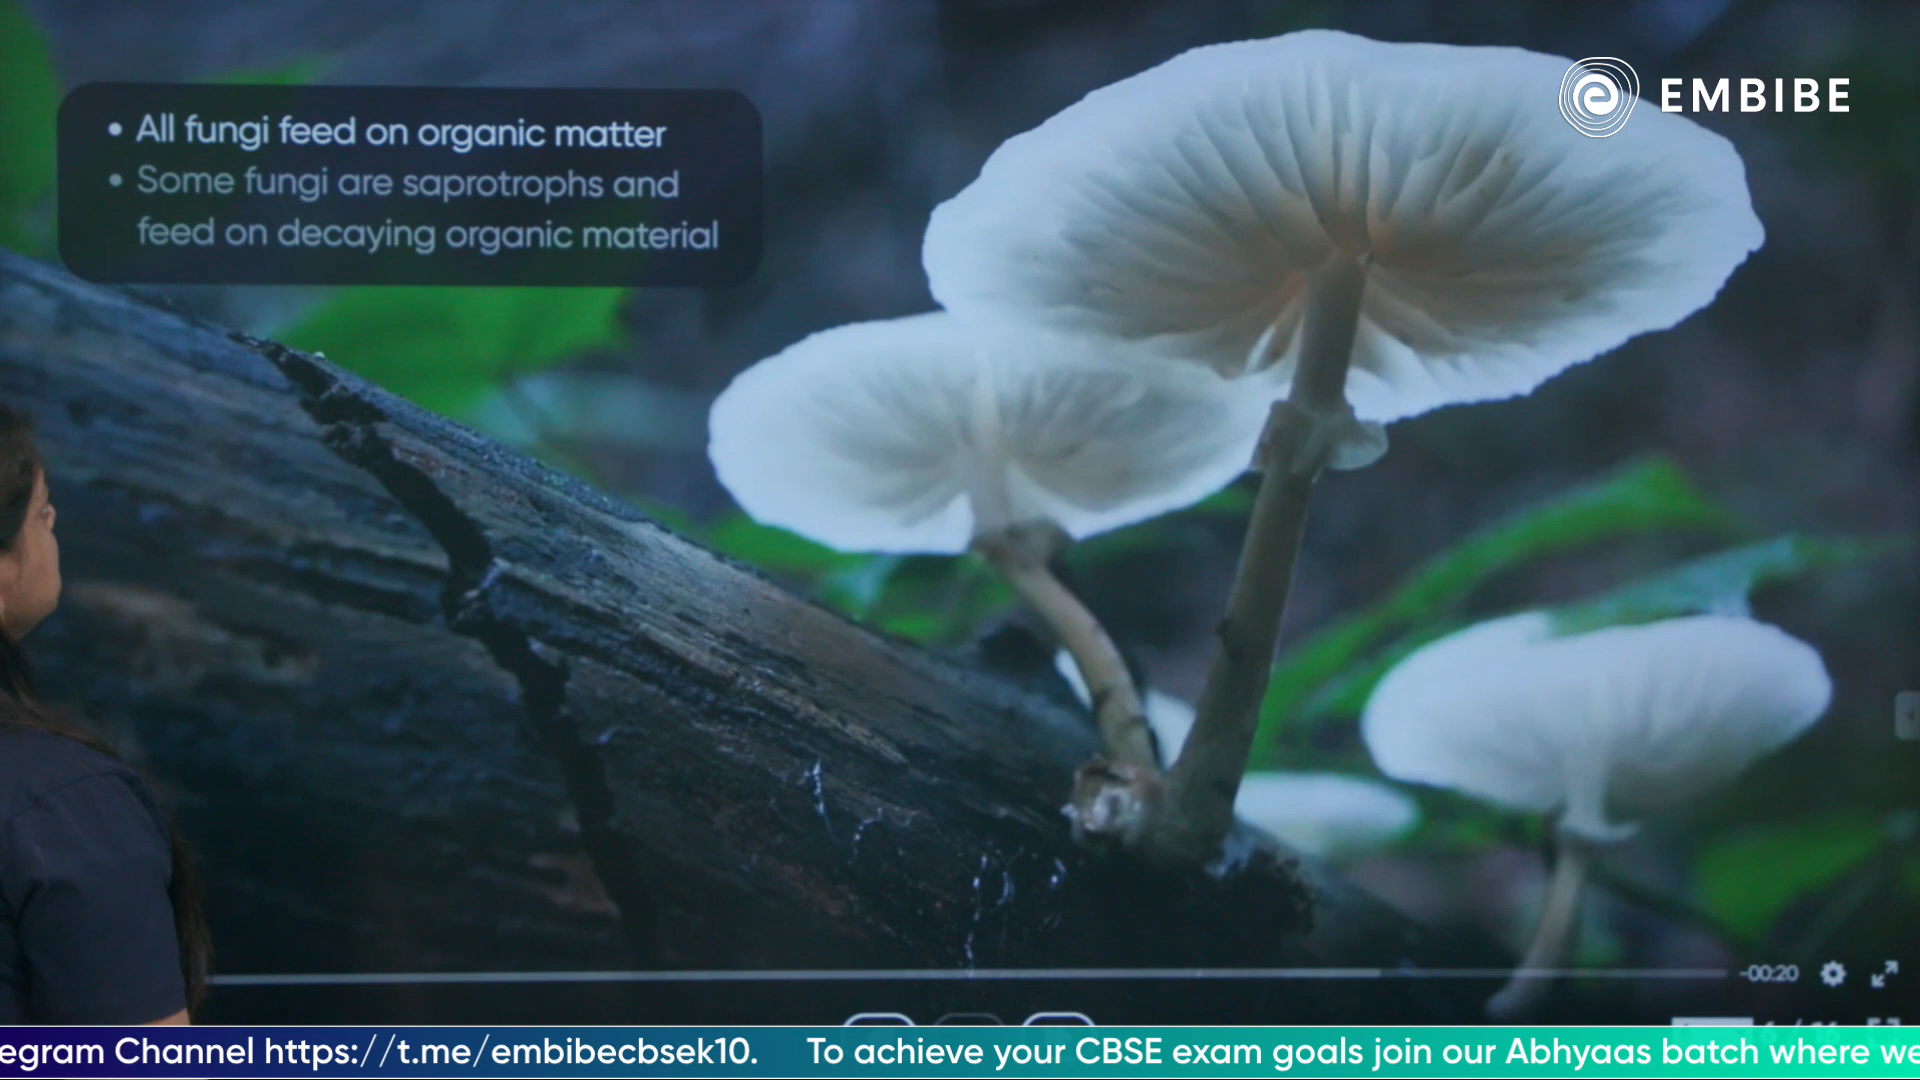 EMBIBE
• All fungi feed on organic matter
• Some fungi are saprotrophs and
feed on decaying organic material
-00:20
egram Channel https://t.me/embibecbsek10. To achieve your CBSE exam goals join our Abhyaas batch where we